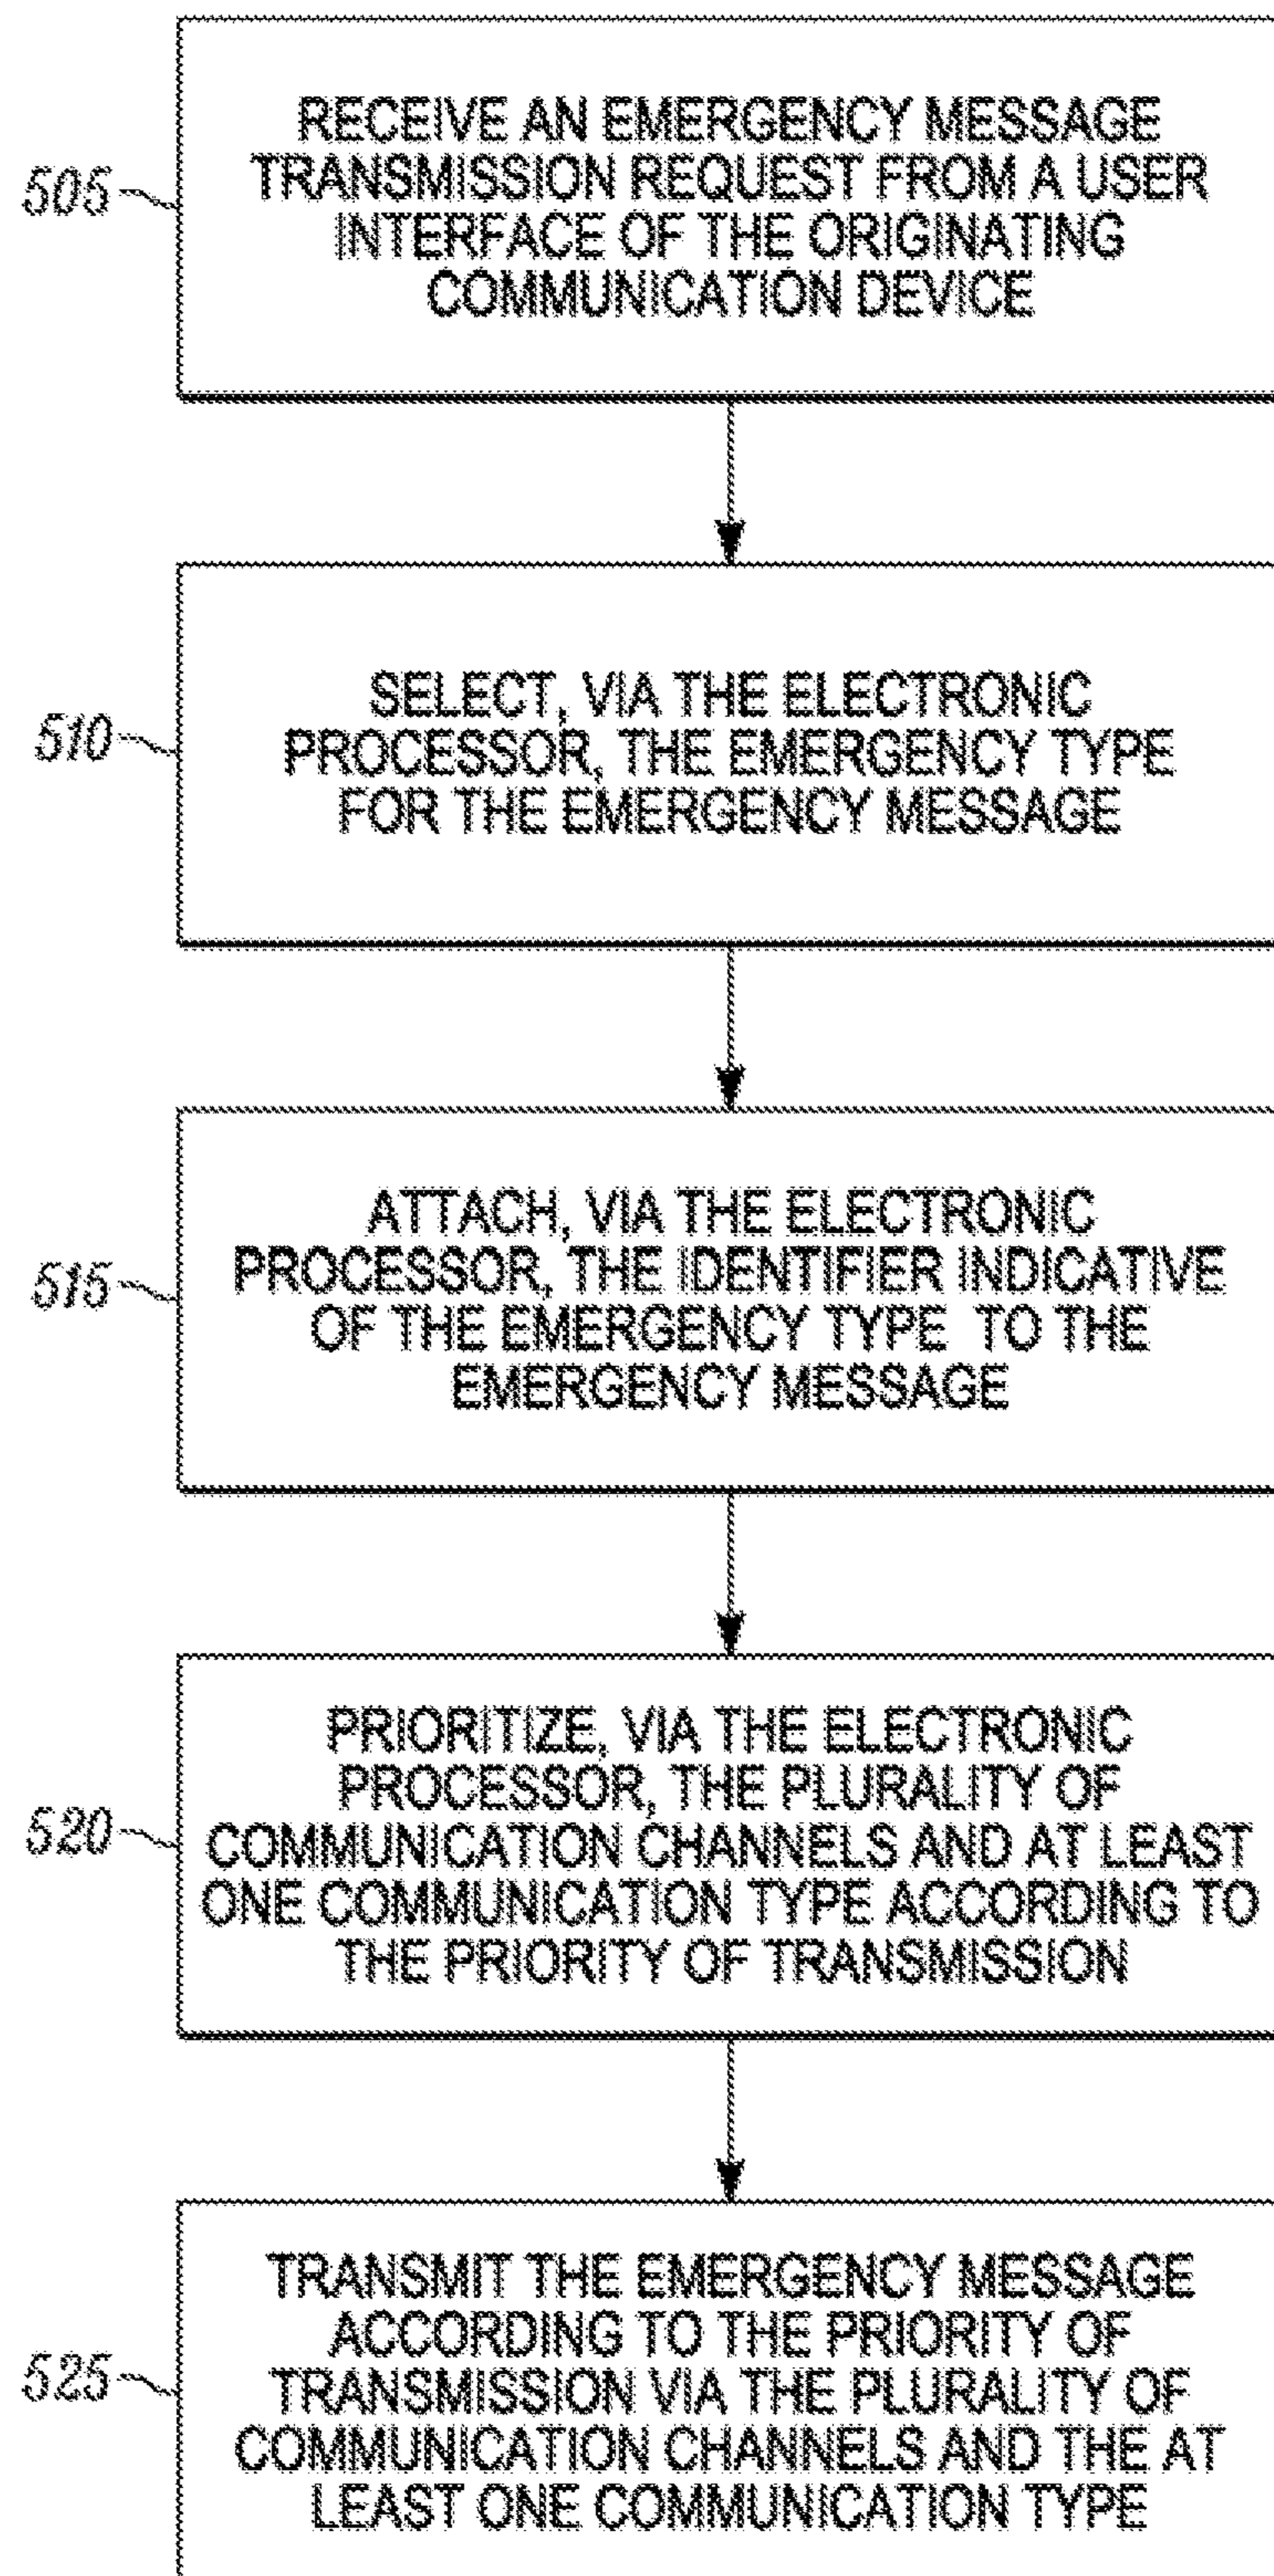 RECEIVE AN EMERGENCY MESSAGE
TRANSMISSION REQUEST FROM A USER
INTERFACE OF THE ORIGINATING
COMMUNICATION DEVICE
505
SELECT, VIA THE ELECTRONIC
PROCESSOR, THE EMERGENCY TYPE
FOR THE EMERGENCY MESSAGE
510
ATTACH, VIA THE ELECTRONIC
PROCESSOR, THE IDENTIFIER INDICATIVE
OF THE EMERGENCY TYPE TO THE
EMERGENCY MESSAGE
515
PRIORITIZE, VIA THE ELECTRONIC
PROCESSOR, THE PLURALITY OF
COMMUNICATION CHANNELS AND AT LEAST
ONE COMMUNICATION TYPE ACCORDING TO
THE PRIORITY OF TRANSMISSION
520
TRANSMIT THE EMERGENCY MESSAGE
ACCORDING TO THE PRIORITY OF
TRANSMISSION VIA THE PLURALITY OF
COMMUNICATION CHANNELS AND THE AT
LEAST ONE COMMUNICATION TYPE
525